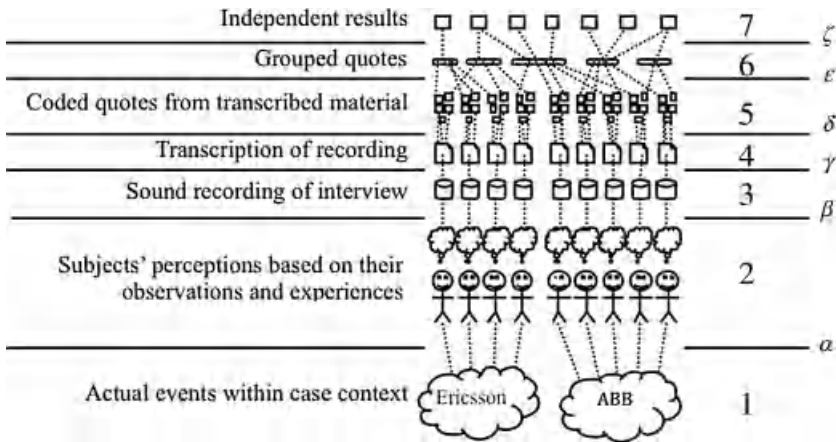 Independent results 7
ζ
Grouped quotes 6
ε
Coded quotes from transcribed material 5
δ
Transcription of recording 4
γ
Sound recording of interview 3
β
Subjects' perceptions based on their
observations and experiences
2
α
Actual events within case context Ericsson ABB 1